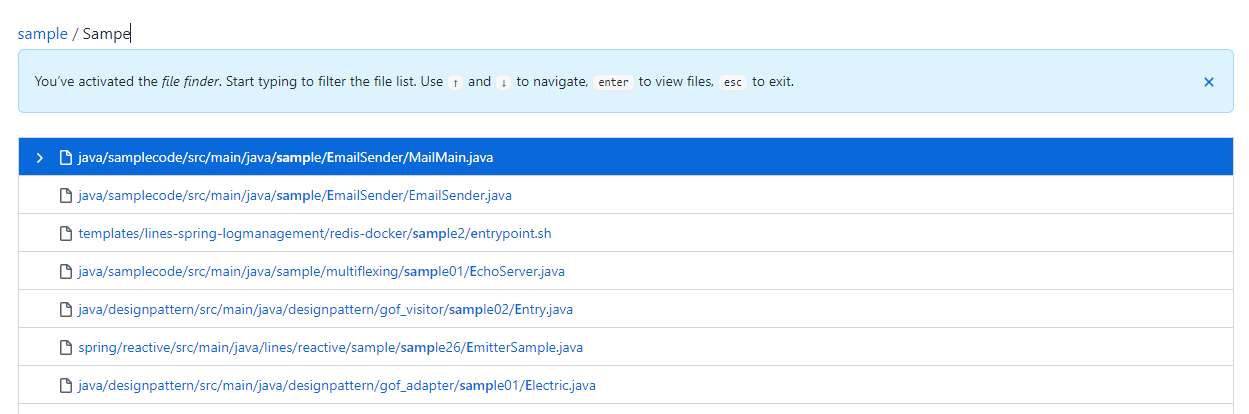 sample / Sampe
You’ve activated the file finder. Start typing to filter the file list. Use ↑ and ↓ to navigate, enter to view files, esc to exit.
java/samplecode/src/main/java/sample/EmailSender/MailMain.java
java/samplecode/src/main/java/sample/EmailSender/EmailSender.java
templates/lines-spring-logmanagement/redis-docker/sample2/entrypoint.sh
java/samplecode/src/main/java/sample/multiflexing/sample01/EchoServer.java
java/designpattern/src/main/java/designpattern/gof_visitor/sample02/Entry.java
spring/reactive/src/main/java/lines/reactive/sample/sample26/EmitterSample.java
java/designpattern/src/main/java/designpattern/gof_adapter/sample01/Electric.java